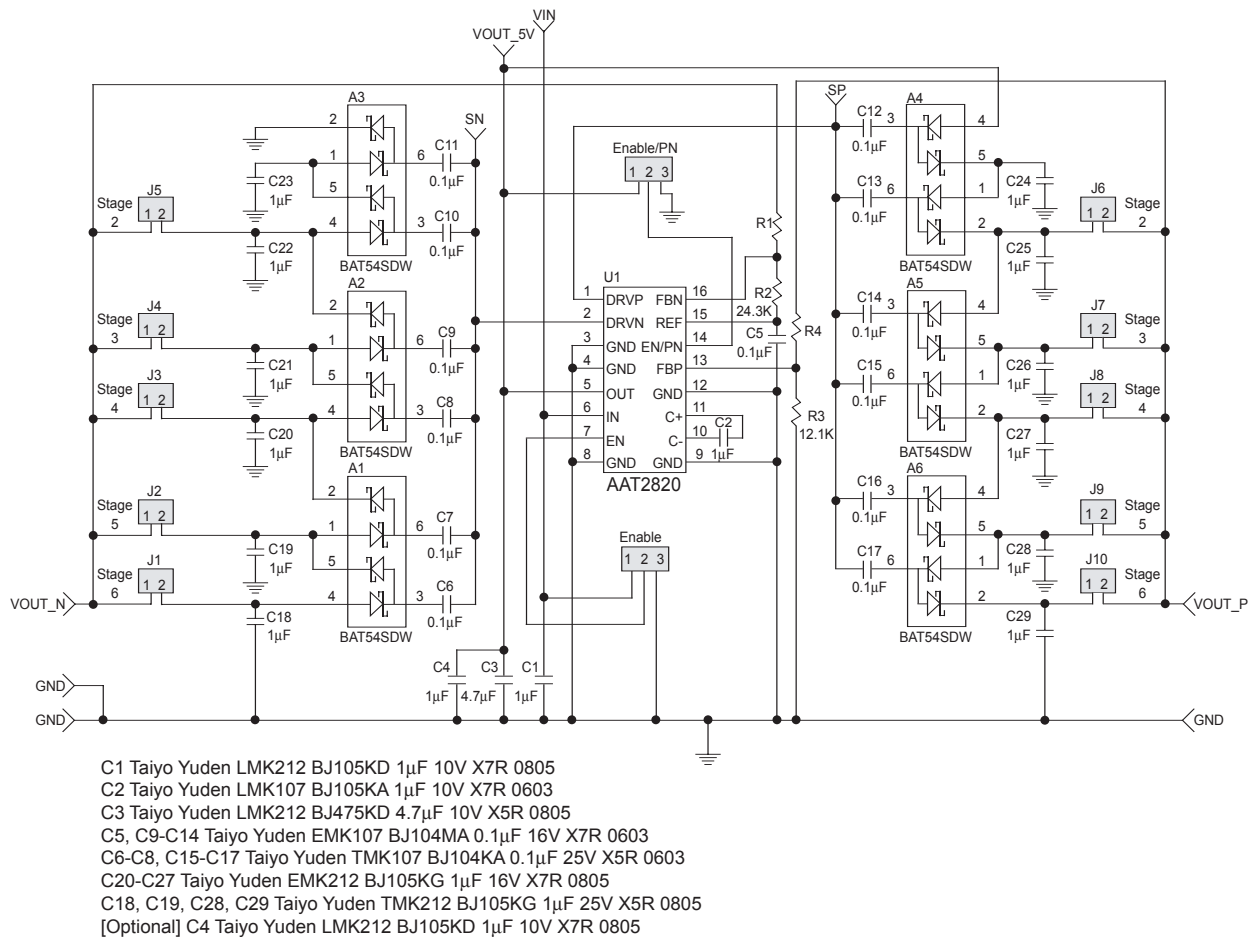 VIN
VOUT_5V
A3
2
1
5
4
6
3
BAT54SDW
SN
C11
0.1µF
C10
0.1µF
C23
1µF
C22
1µF
J5
1 2
Stage
2
Enable/PN
1 2 3
SP
C12
0.1µF
3
A4
4
5
1
2
C13
6
0.1µF
BAT54SDW
C24
1µF
C25
1µF
J6
1 2
Stage
2
R1
R2
24.3K
C5
0.1µF
R4
R3
12.1K
U1
1 DRVP FBN 16
2 DRVN REF 15
3 GND EN/PN 14
4 GND FBP 13
5 OUT GND 12
6 IN C+ 11
7 EN C- 10
8 GND GND 9
AAT2820
C2
1µF
A2
2
1
5
4
6
3
BAT54SDW
C9
0.1µF
C8
0.1µF
J4
1 2
Stage
3
C21
1µF
J3
1 2
Stage
4
C20
1µF
C14
3
0.1µF
A5
4
5
1
2
C15
6
0.1µF
BAT54SDW
J7
1 2
Stage
3
C26
1µF
J8
1 2
Stage
4
C27
1µF
A1
2
1
5
4
6
3
BAT54SDW
C7
0.1µF
C6
0.1µF
J2
1 2
Stage
5
C19
1µF
J1
1 2
Stage
6
C18
1µF
VOUT_N
Enable
1 2 3
C16
3
0.1µF
A6
4
5
1
2
C17
6
0.1µF
BAT54SDW
J9
1 2
Stage
5
C28
1µF
J10
1 2
Stage
6
C29
1µF
VOUT_P
C4
1µF
C3
4.7µF
C1
1µF
GND
GND
GND
C1 Taiyo Yuden LMK212 BJ105KD 1µF 10V X7R 0805
C2 Taiyo Yuden LMK107 BJ105KA 1µF 10V X7R 0603
C3 Taiyo Yuden LMK212 BJ475KD 4.7µF 10V X5R 0805
C5, C9-C14 Taiyo Yuden EMK107 BJ104MA 0.1µF 16V X7R 0603
C6-C8, C15-C17 Taiyo Yuden TMK107 BJ104KA 0.1µF 25V X5R 0603
C20-C27 Taiyo Yuden EMK212 BJ105KG 1µF 16V X7R 0805
C18, C19, C28, C29 Taiyo Yuden TMK212 BJ105KG 1µF 25V X5R 0805
[Optional] C4 Taiyo Yuden LMK212 BJ105KD 1µF 10V X7R 0805